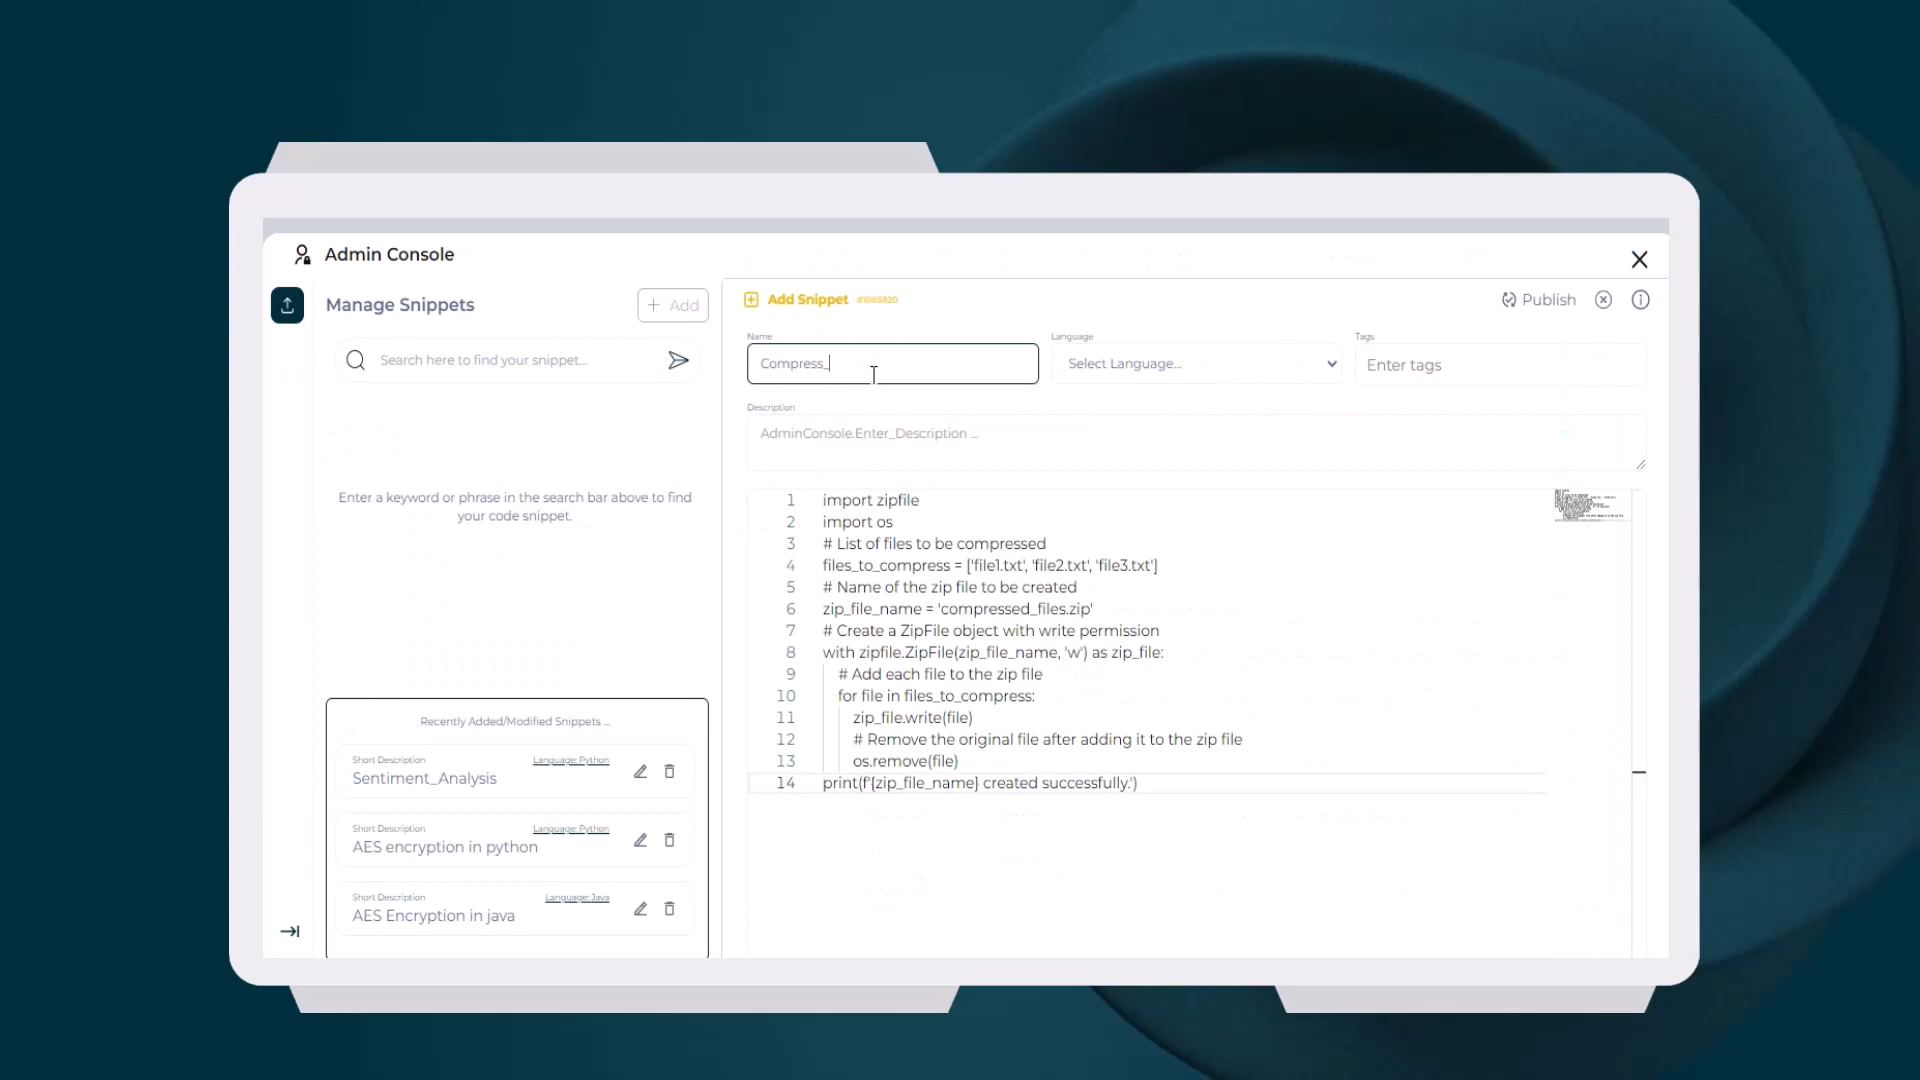 Admin Console
Manage Snippets
+ Add
Search here to find your snippet...
Enter a keyword or phrase in the search bar above to find
your code snippet.
Recently Added/Modified Snippets ...
Short Description
Language: Python
Sentiment_Analysis
Short Description
Language: Python
AES encryption in python
Short Description
Language: Java
AES Encryption in java
Add Snippet #1065820
Publish
Name
Compress_
Language
Select Language...
Tags
Enter tags
Description
AdminConsole.Enter_Description ...
1 import zipfile
2 import os
3 # List of files to be compressed
4 files_to_compress = ['file1.txt', 'file2.txt', 'file3.txt']
5 # Name of the zip file to be created
6 zip_file_name = 'compressed_files.zip'
7 # Create a ZipFile object with write permission
8 with zipfile.ZipFile(zip_file_name, 'w') as zip_file:
9 # Add each file to the zip file
10 for file in files_to_compress:
11 zip_file.write(file)
12 # Remove the original file after adding it to the zip file
13 os.remove(file)
14 print(f'{zip_file_name} created successfully.')